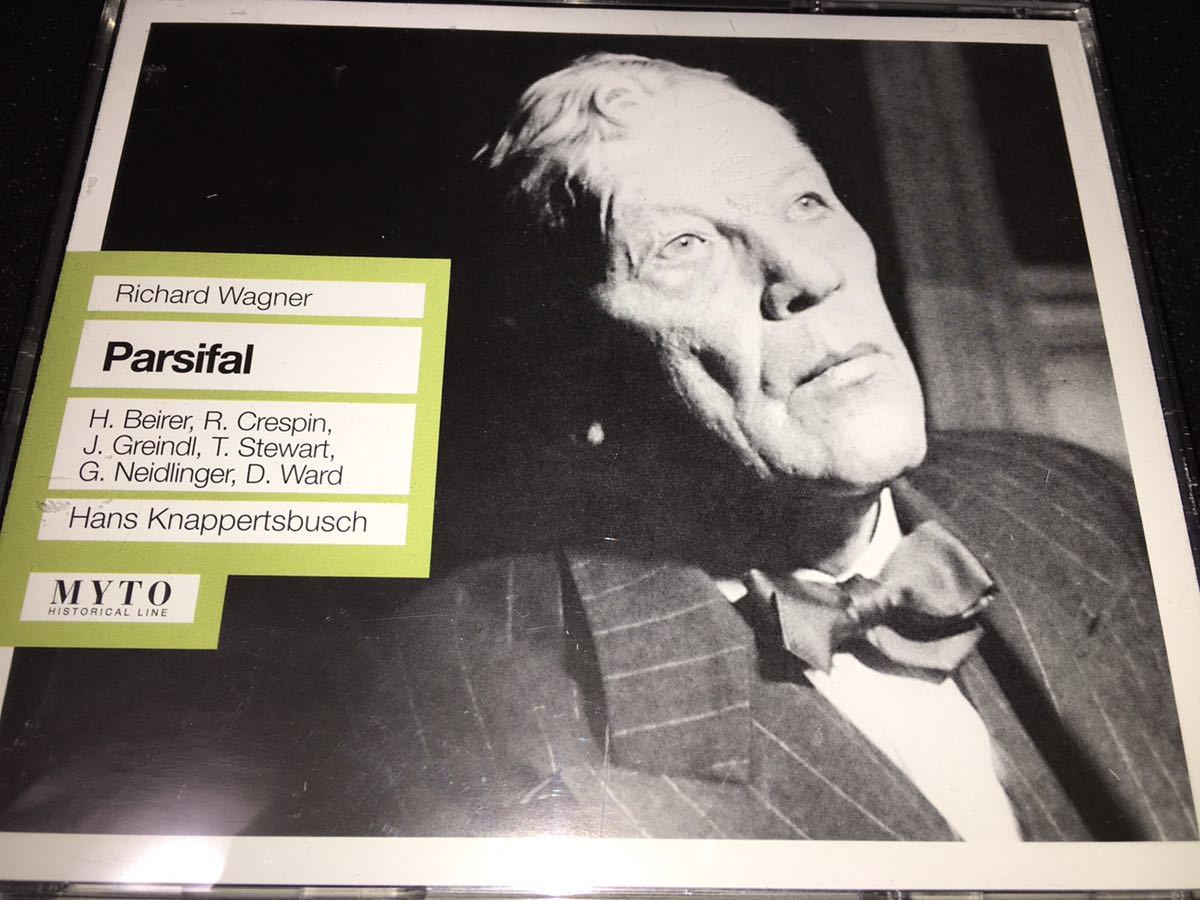 Richard Wagner
Parsifal
H. Beirer, R. Crespin,
J. Greindl, T. Stewart,
G. Neidlinger, D. Ward
Hans Knappertsbusch
MYTO
HISTORICAL LINE